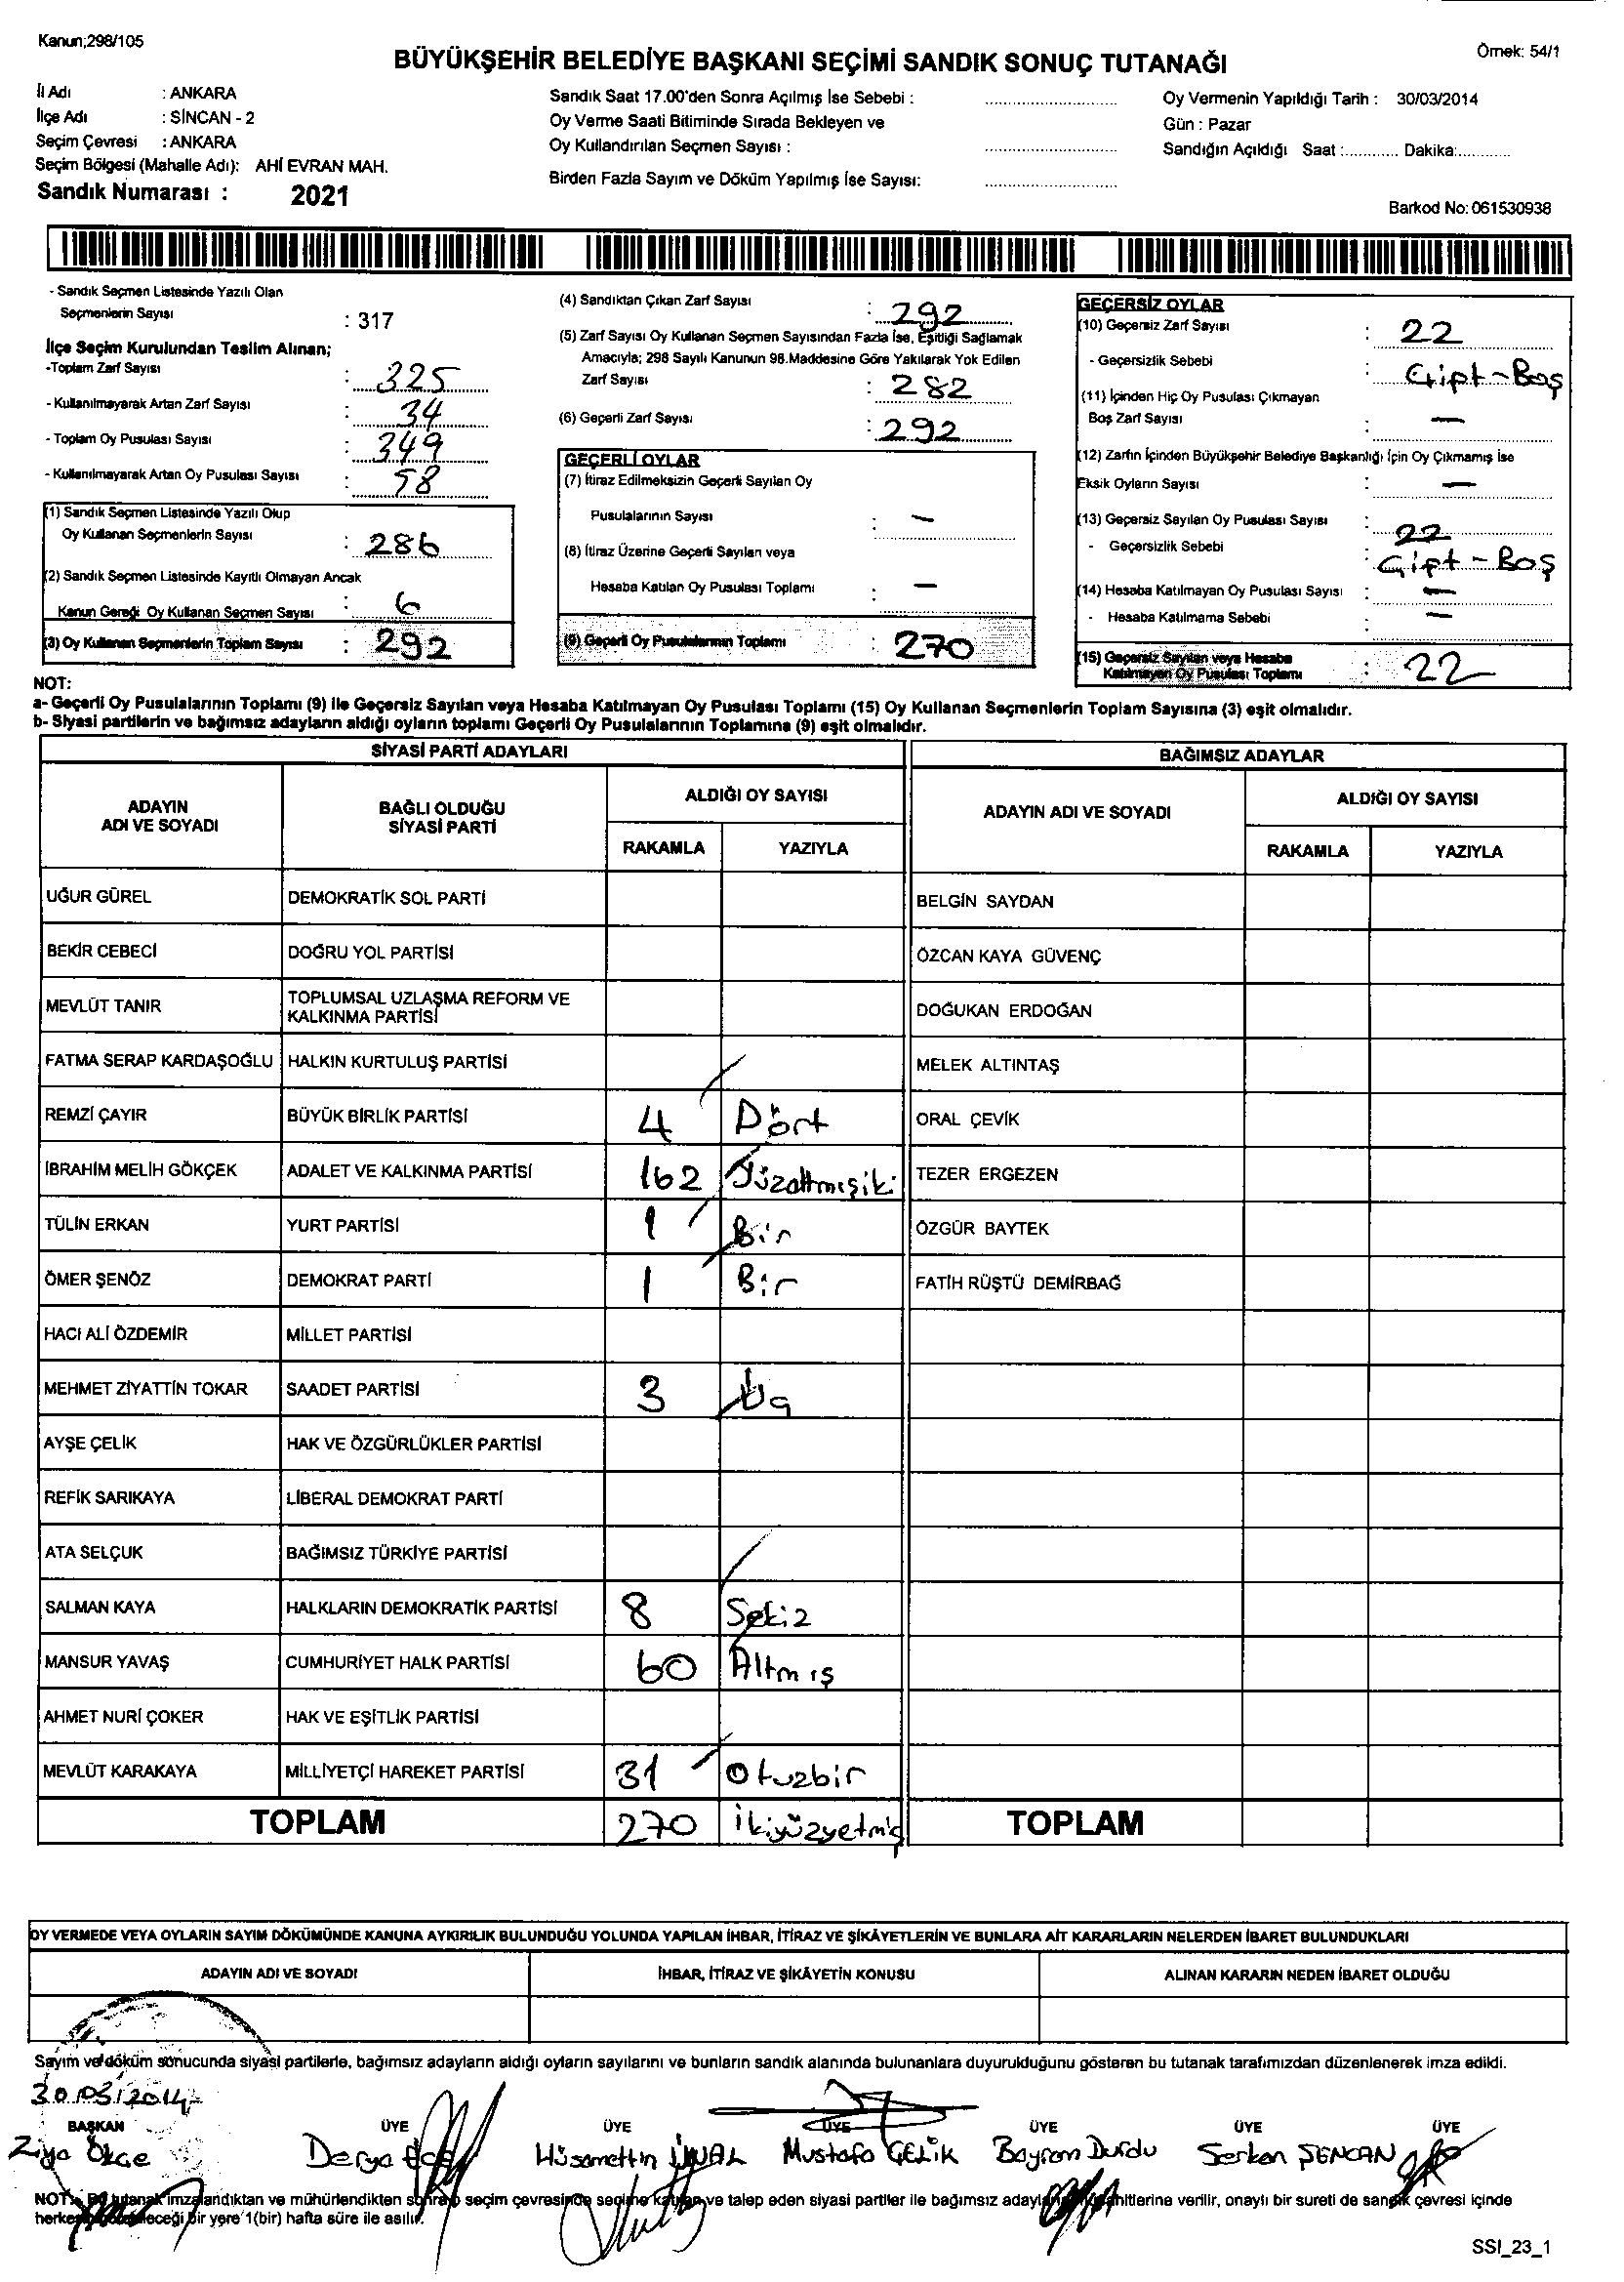 Kanun;298/105
Örnek: 54/1
BÜYÜKŞEHİR BELEDİYE BAŞKANI SEÇİMİ SANDIK SONUÇ TUTANAĞI
İl Adı : ANKARA
İlçe Adı : SİNCAN - 2
Seçim Çevresi : ANKARA
Seçim Bölgesi (Mahalle Adı): AHİ EVRAN MAH.
Sandık Numarası : 2021
Sandık Saat 17.00'den Sonra Açılmış İse Sebebi :
Oy Verme Saati Bitiminde Sırada Bekleyen ve
Oy Kullandırılan Seçmen Sayısı :
Birden Fazla Sayım ve Döküm Yapılmış İse Sayısı:
Oy Vermenin Yapıldığı Tarih : 30/03/2014
Gün : Pazar
Sandığın Açıldığı Saat :............ Dakika:............
Barkod No: 061530938
- Sandık Seçmen Listesinde Yazılı Olan
Seçmenlerin Sayısı : 317
İlçe Seçim Kurulundan Teslim Alınan;
-Toplam Zarf Sayısı : 325
- Kullanılmayarak Artan Zarf Sayısı : 34
- Toplam Oy Pusulası Sayısı : 349
- Kullanılmayarak Artan Oy Pusulası Sayısı : 58
(1) Sandık Seçmen Listesinde Yazılı Olup
Oy Kullanan Seçmenlerin Sayısı : 286
(2) Sandık Seçmen Listesinde Kayıtlı Olmayan Ancak
Kanun Gereği Oy Kullanan Seçmen Sayısı : 6
(3) Oy Kullanan Seçmenlerin Toplam Sayısı : 292
(4) Sandıktan Çıkan Zarf Sayısı : 292
(5) Zarf Sayısı Oy Kullanan Seçmen Sayısından Fazla İse, Eşitliği Sağlamak
Amacıyla; 298 Sayılı Kanunun 98.Maddesine Göre Yakılarak Yok Edilen
Zarf Sayısı : 282
(6) Geçerli Zarf Sayısı : 292
GEÇERLİ OYLAR
(7) İtiraz Edilmeksizin Geçerli Sayılan Oy
Pusulalarının Sayısı : —
(8) İtiraz Üzerine Geçerli Sayılan veya
Hesaba Katılan Oy Pusulası Toplamı : —
(9) Geçerli Oy Pusulalarının Toplamı : 270
GEÇERSİZ OYLAR
(10) Geçersiz Zarf Sayısı : 22
- Geçersizlik Sebebi : Çift - Boş
(11) İçinden Hiç Oy Pusulası Çıkmayan
Boş Zarf Sayısı : —
(12) Zarfın İçinden Büyükşehir Belediye Başkanlığı İçin Oy Çıkmamış İse
Eksik Oyların Sayısı : —
(13) Geçersiz Sayılan Oy Pusulası Sayısı : 22
- Geçersizlik Sebebi : Çift - Boş
(14) Hesaba Katılmayan Oy Pusulası Sayısı : —
- Hesaba Katılmama Sebebi : —
(15) Geçersiz Sayılan veya Hesaba
Katılmayan Oy Pusulası Toplamı : 22
NOT:
a- Geçerli Oy Pusulalarının Toplamı (9) ile Geçersiz Sayılan veya Hesaba Katılmayan Oy Pusulası Toplamı (15) Oy Kullanan Seçmenlerin Toplam Sayısına (3) eşit olmalıdır.
b- Siyasi partilerin ve bağımsız adayların aldığı oyların toplamı Geçerli Oy Pusulalarının Toplamına (9) eşit olmalıdır.
SİYASİ PARTİ ADAYLARI
ADAYIN ADI VE SOYADI
BAĞLI OLDUĞU SİYASİ PARTİ
ALDIĞI OY SAYISI
RAKAMLA YAZIYLA
UĞUR GÜREL DEMOKRATİK SOL PARTİ
BEKİR CEBECİ DOĞRU YOL PARTİSİ
MEVLÜT TANIR TOPLUMSAL UZLAŞMA REFORM VE
KALKINMA PARTİSİ
FATMA SERAP KARDAŞOĞLU HALKIN KURTULUŞ PARTİSİ
REMZİ ÇAYIR BÜYÜK BİRLİK PARTİSİ 4 Dört
İBRAHİM MELİH GÖKÇEK ADALET VE KALKINMA PARTİSİ 162 Yüzaltmışiki
TÜLİN ERKAN YURT PARTİSİ 1 Bir
ÖMER ŞENÖZ DEMOKRAT PARTİ 1 Bir
HACI ALİ ÖZDEMİR MİLLET PARTİSİ
MEHMET ZİYATTİN TOKAR SAADET PARTİSİ 3 Üç
AYŞE ÇELİK HAK VE ÖZGÜRLÜKLER PARTİSİ
REFİK SARIKAYA LİBERAL DEMOKRAT PARTİ
ATA SELÇUK BAĞIMSIZ TÜRKİYE PARTİSİ
SALMAN KAYA HALKLARIN DEMOKRATİK PARTİSİ 8 Sekiz
MANSUR YAVAŞ CUMHURİYET HALK PARTİSİ 60 Altmış
AHMET NURİ ÇOKER HAK VE EŞİTLİK PARTİSİ
MEVLÜT KARAKAYA MİLLİYETÇİ HAREKET PARTİSİ 31 Otuzbir
TOPLAM 270 İkiyüzyetmiş
BAĞIMSIZ ADAYLAR
ADAYIN ADI VE SOYADI
ALDIĞI OY SAYISI
RAKAMLA YAZIYLA
BELGİN SAYDAN
ÖZCAN KAYA GÜVENÇ
DOĞUKAN ERDOĞAN
MELEK ALTINTAŞ
ORAL ÇEVİK
TEZER ERGEZEN
ÖZGÜR BAYTEK
FATİH RÜŞTÜ DEMİRBAĞ
TOPLAM
OY VERMEDE VEYA OYLARIN SAYIM DÖKÜMÜNDE KANUNA AYKIRILIK BULUNDUĞU YOLUNDA YAPILAN İHBAR, İTİRAZ VE ŞİKÂYETLERİN VE BUNLARA AİT KARARLARIN NELERDEN İBARET BULUNDUKLARI
ADAYIN ADI VE SOYADI İHBAR, İTİRAZ VE ŞİKÂYETİN KONUSU ALINAN KARARIN NEDEN İBARET OLDUĞU
Sayım ve döküm sonucunda siyasi partilerle, bağımsız adayların aldığı oyların sayılarını ve bunların sandık alanında bulunanlara duyurulduğunu gösteren bu tutanak tarafımızdan düzenlenerek imza edildi.
30/03/2014
BAŞKAN ÜYE ÜYE ÜYE ÜYE ÜYE ÜYE
Ziya Ökce Derya Hüsamettin ÜNAL Mustafa ÇELİK Bayram Durdu Serkan ŞENCAN
NOT: Bu tutanak imzalandıktan ve mühürlendikten sonra o seçim çevresinde seçime katılan ve talep eden siyasi partiler ile bağımsız adayların müşahitlerine verilir, onaylı bir sureti de sandık çevresi içinde
herkesin görebileceği bir yere 1(bir) hafta süre ile asılır.
SSI_23_1